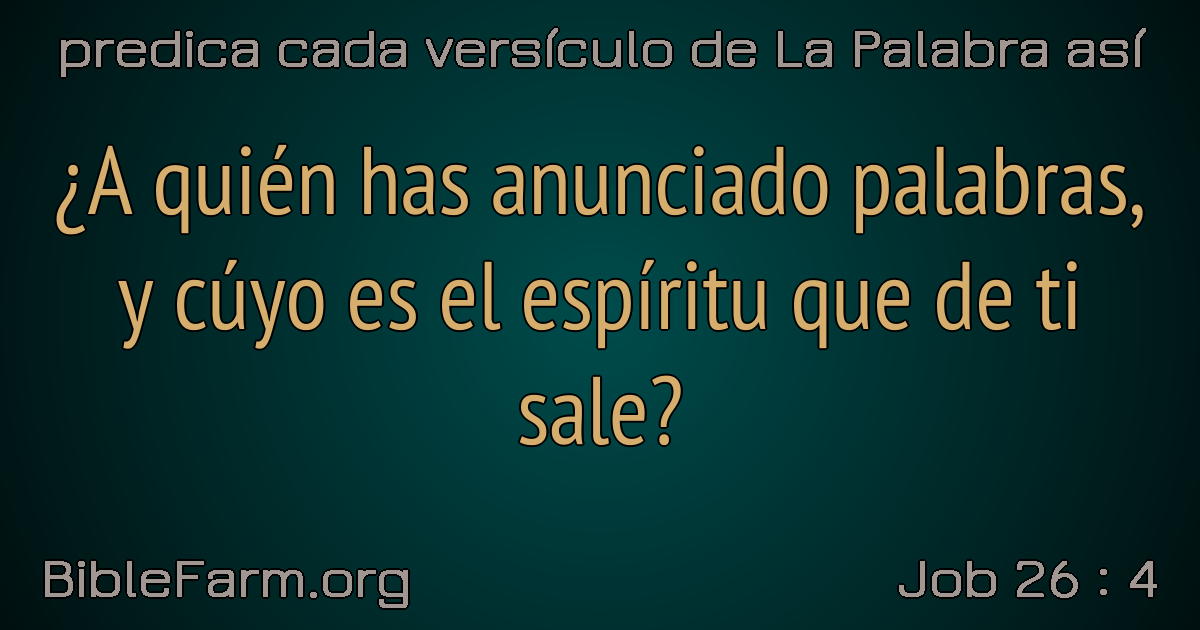 predica cada versículo de La Palabra así
¿A quién has anunciado palabras,
y cúyo es el espíritu que de ti
sale?
BibleFarm.org
Job 26 : 4